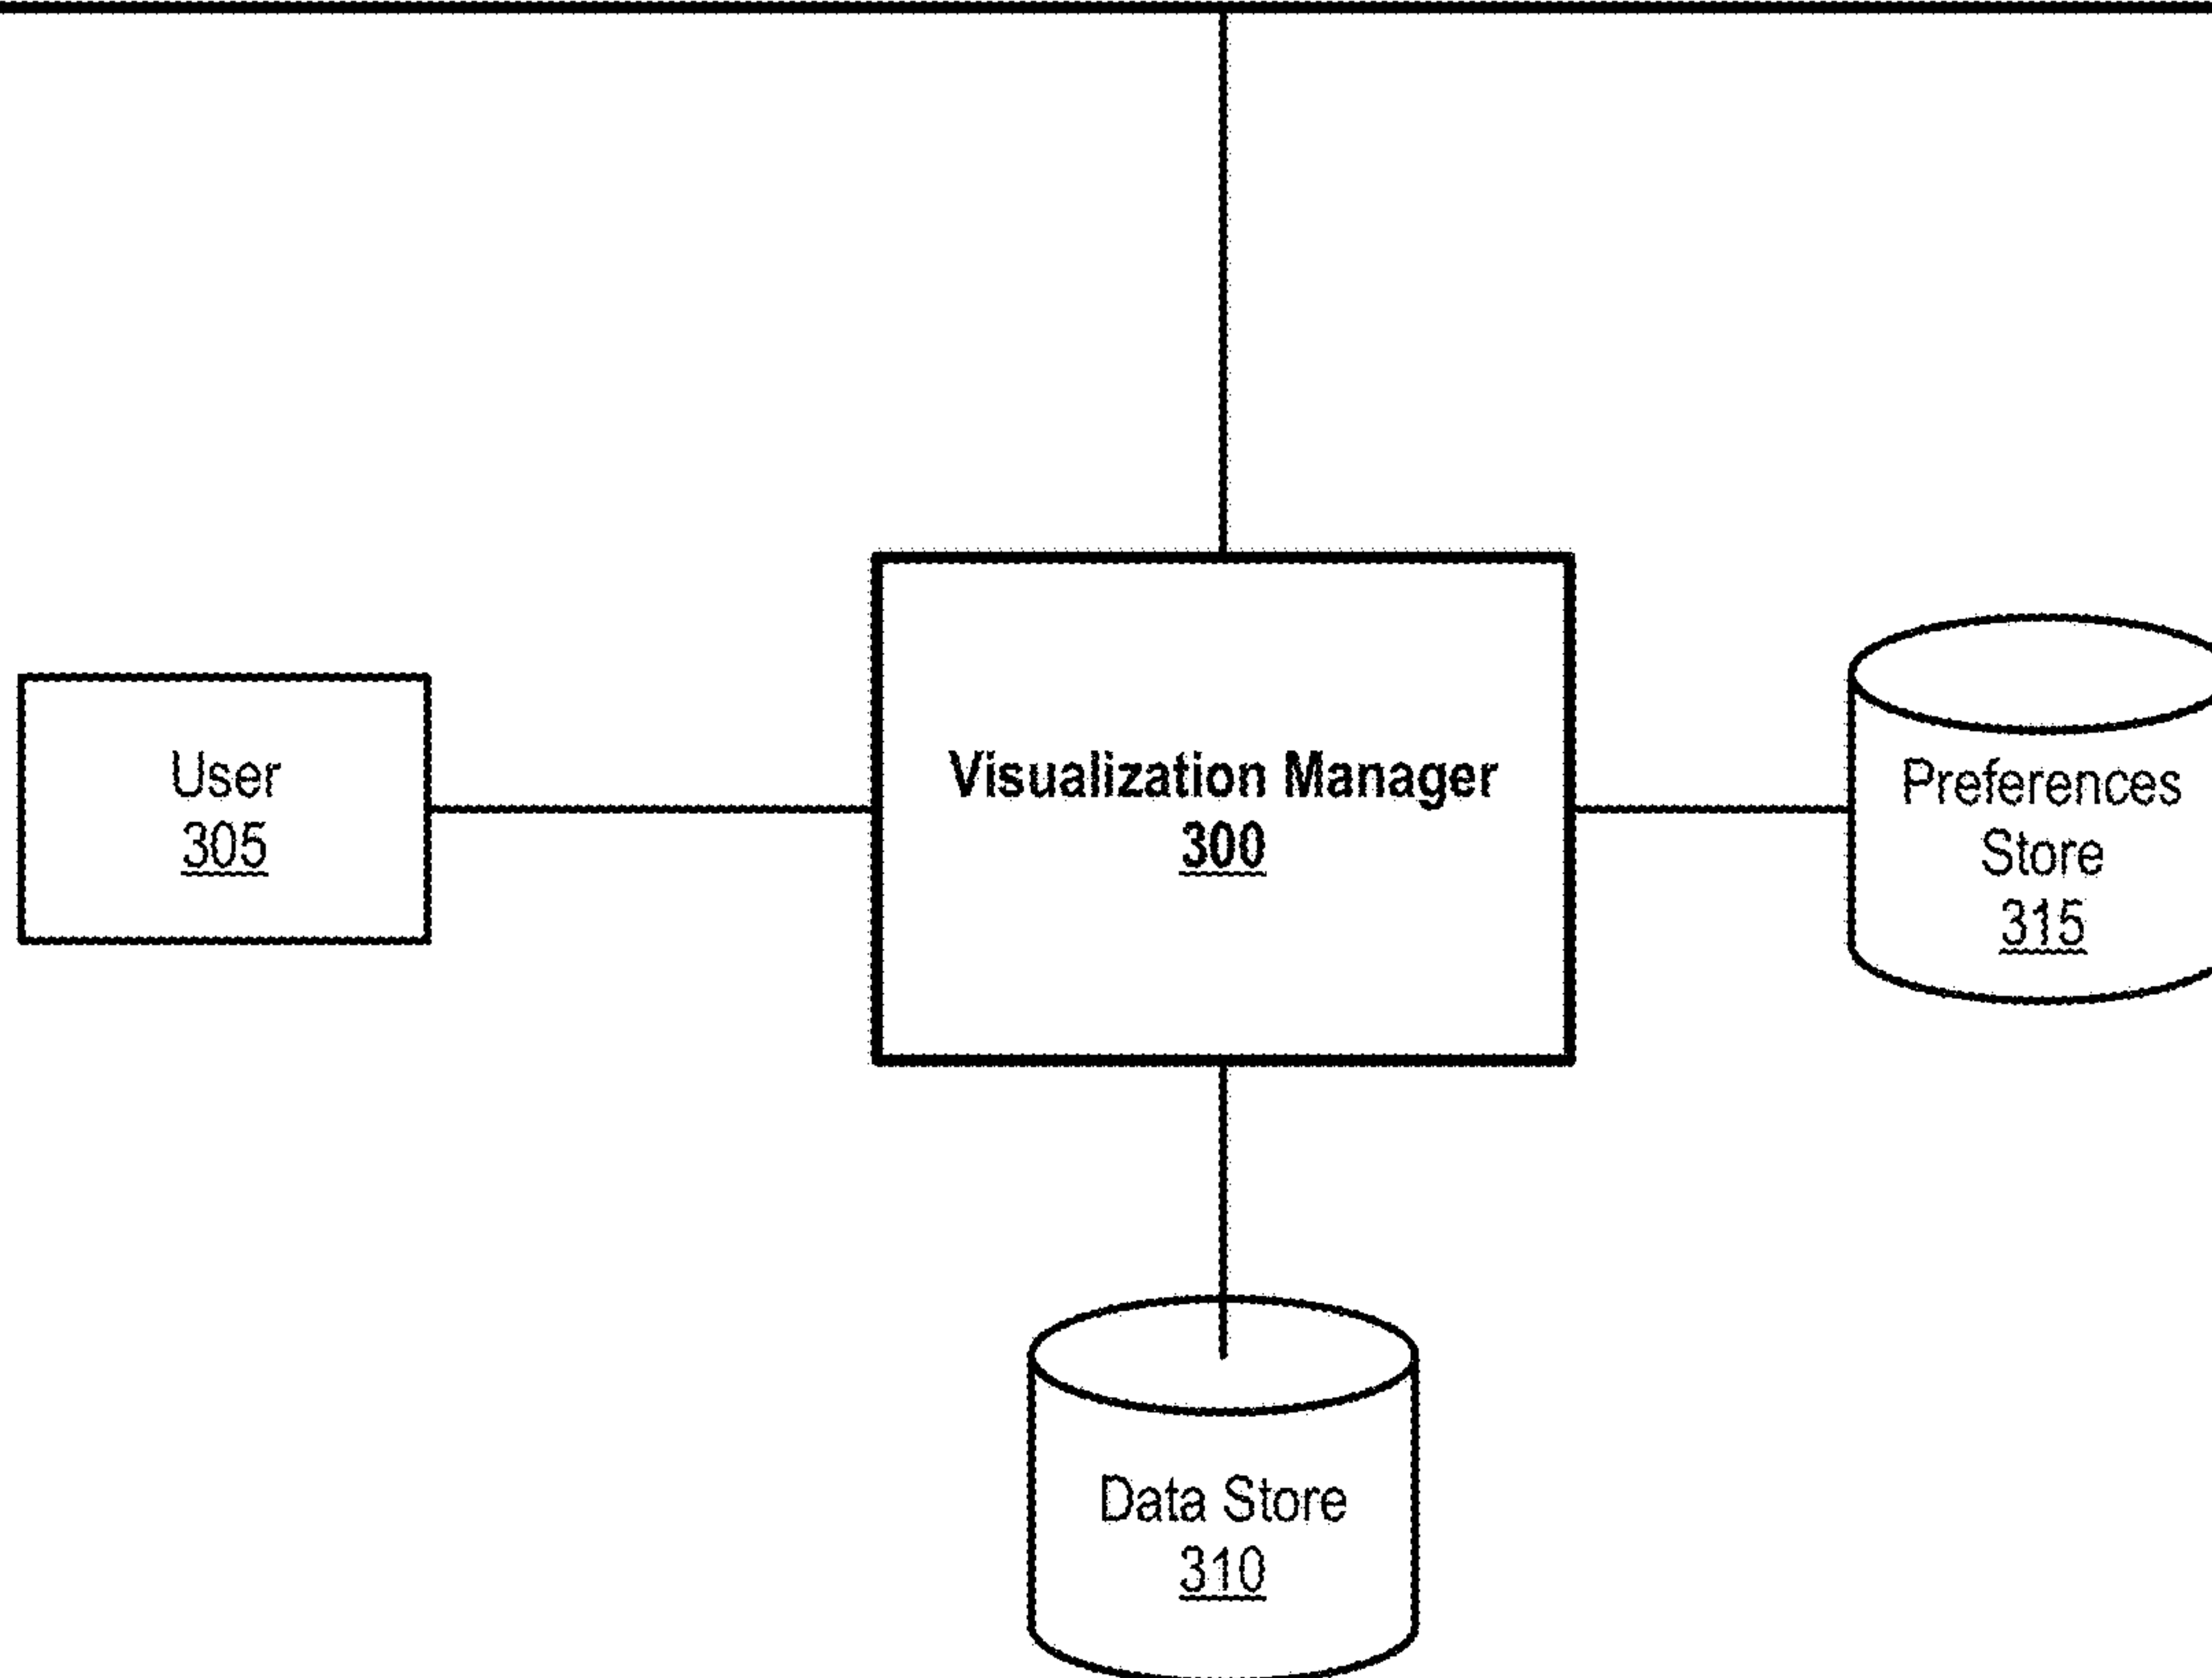 User
305
Visualization Manager
300
Preferences
Store
315
Data Store
310